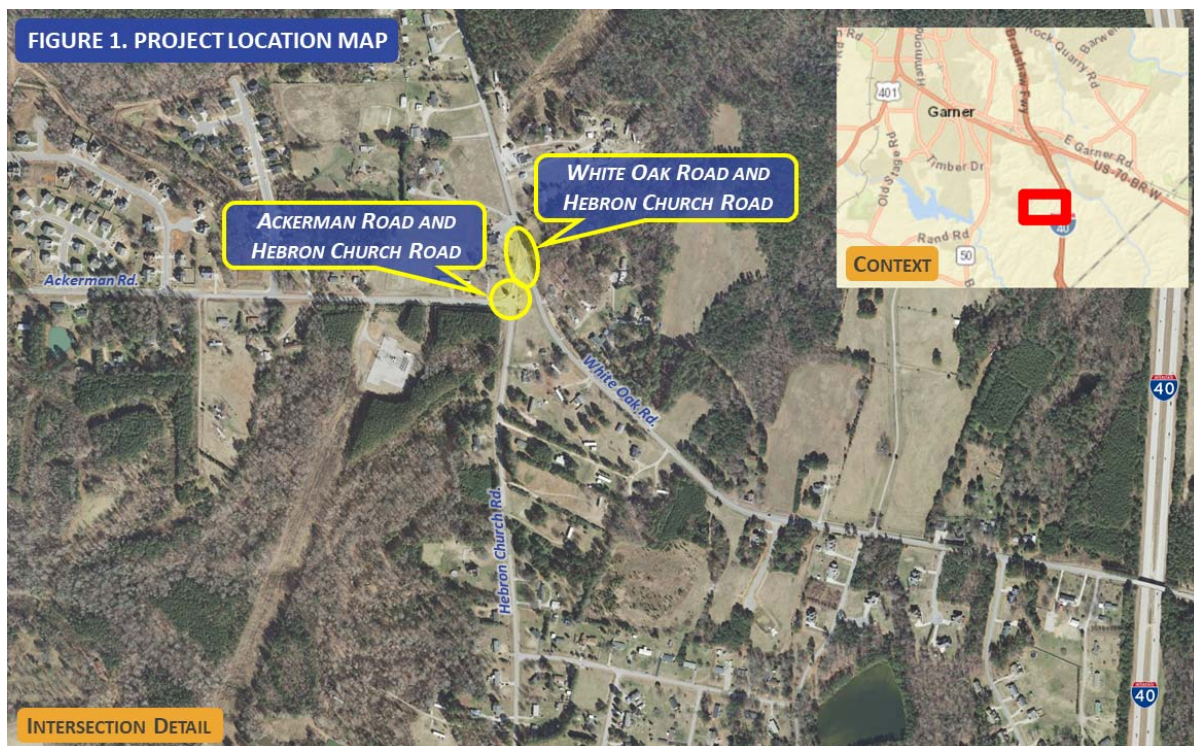 FIGURE 1. PROJECT LOCATION MAP
WHITE OAK ROAD AND
HEBRON CHURCH ROAD
ACKERMAN ROAD AND
HEBRON CHURCH ROAD
Ackerman Rd.
White Oak Rd.
Hebron Church Rd.
INTERSECTION DETAIL
40
40
Rock Quarry Rd
Bradshaw Fwy
401
Garner
E Garner Rd
US-70-BR W
Timber Dr
Old Stage Rd
Rand Rd
50
40
CONTEXT